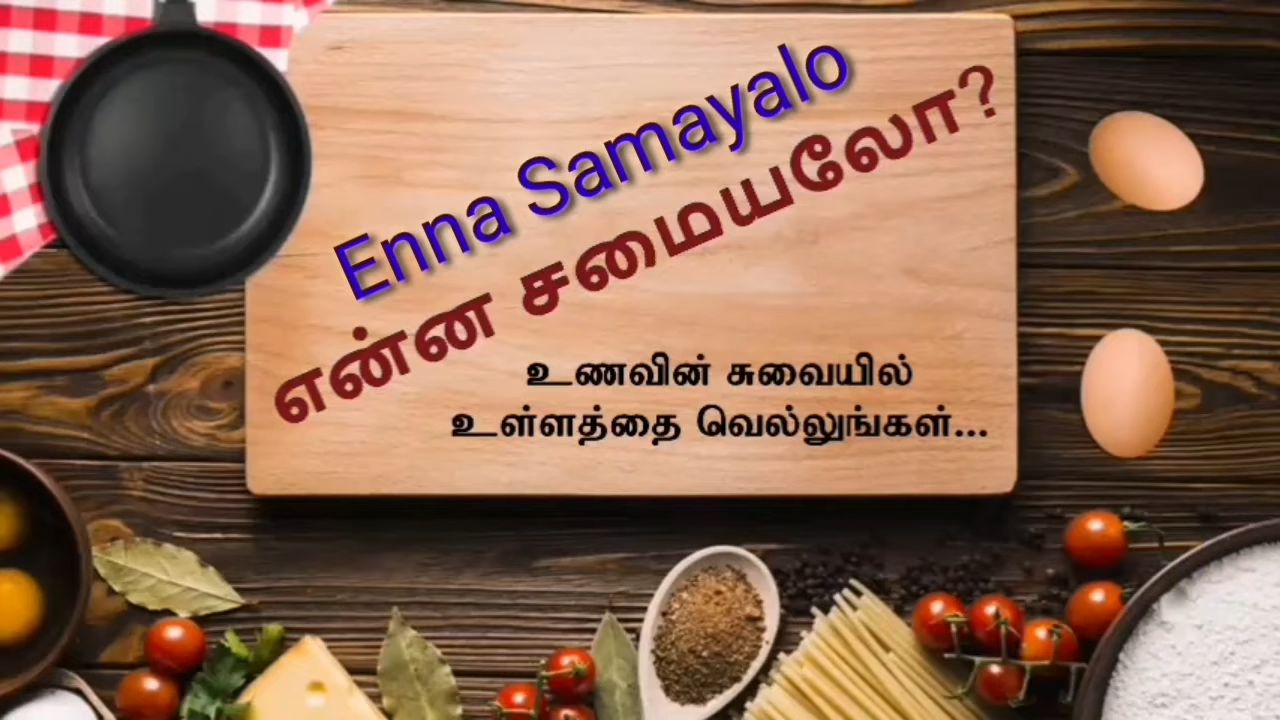 Enna Samayalo
என்ன சமையலோ?
உணவின் சுவையில்
உள்ளத்தை வெல்லுங்கள்...